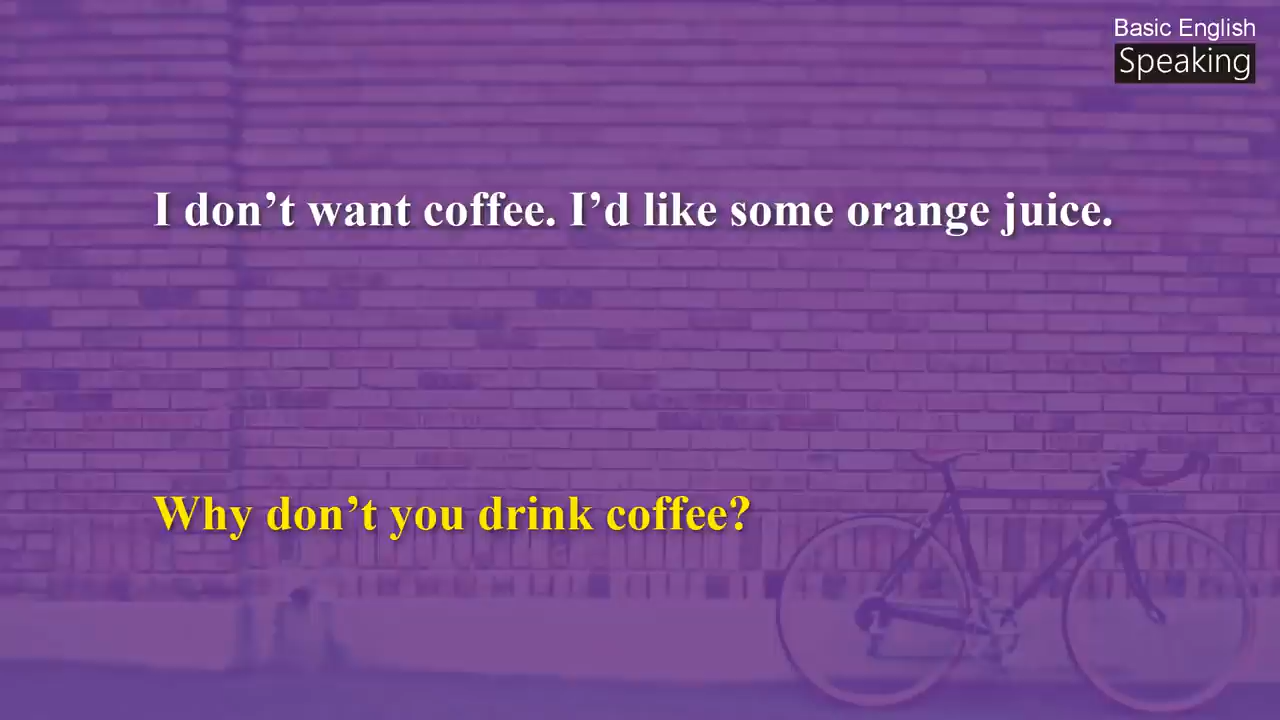 Basic English
Speaking
I don’t want coffee. I’d like some orange juice.
Why don’t you drink coffee?